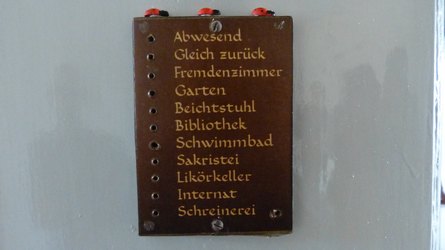 Abwesend
Gleich zurück
Fremdenzimmer
Garten
Beichtstuhl
Bibliothek
Schwimmbad
Sakristei
Likörkeller
Internat
Schreinerei